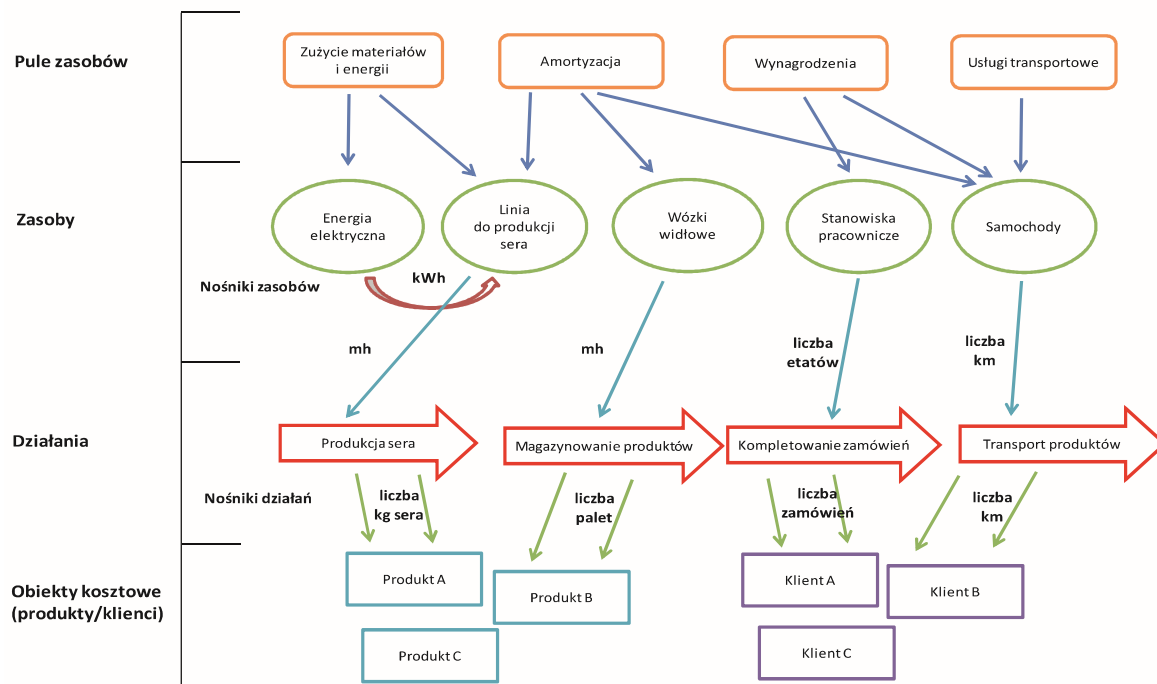 Pule zasobów
Zużycie materiałów
i energii
Amortyzacja
Wynagrodzenia
Usługi transportowe
Zasoby
Energia
elektryczna
Linia
do produkcji
sera
Wózki
widłowe
Stanowiska
pracownicze
Samochody
Nośniki zasobów
kWh
mh
mh
liczba
etatów
liczba
km
Działania
Produkcja sera
Magazynowanie produktów
Kompletowanie zamówień
Transport produktów
Nośniki działań
liczba
kg sera
liczba
palet
liczba
zamówień
liczba
km
Obiekty kosztowe
(produkty/klienci)
Produkt A
Produkt B
Produkt C
Klient A
Klient B
Klient C